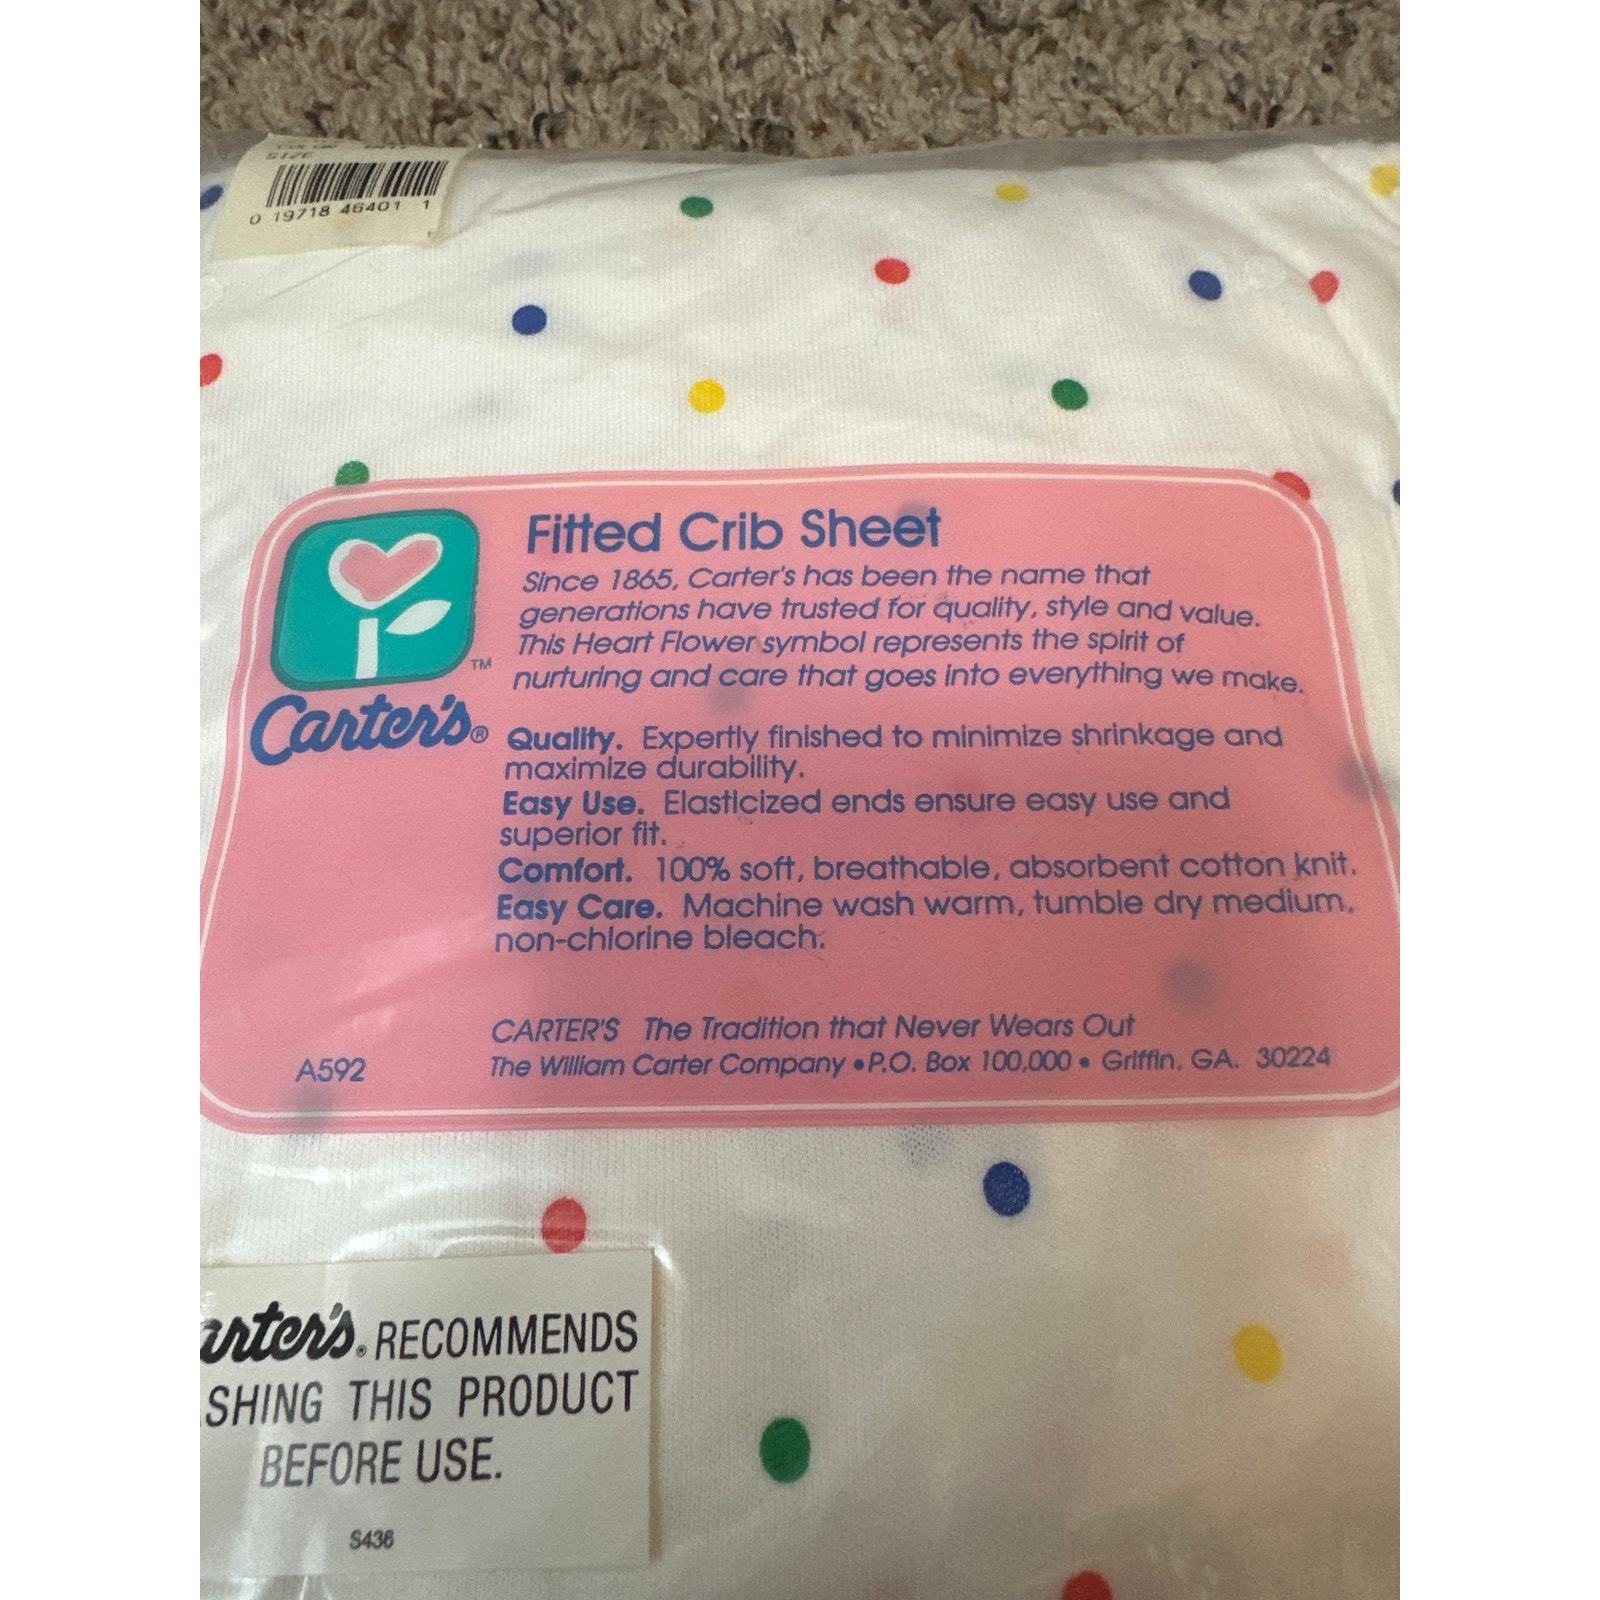 SIZE
0 19718 46401 1
Fitted Crib Sheet
Since 1865, Carter's has been the name that
generations have trusted for quality, style and value.
This Heart Flower symbol represents the spirit of
nurturing and care that goes into everything we make.
TM
Carter's®
Quality. Expertly finished to minimize shrinkage and
maximize durability.
Easy Use. Elasticized ends ensure easy use and
superior fit.
Comfort. 100% soft, breathable, absorbent cotton knit.
Easy Care. Machine wash warm, tumble dry medium,
non-chlorine bleach.
CARTER'S The Tradition that Never Wears Out
A592
The William Carter Company • P.O. Box 100,000 • Griffin, GA. 30224
arter's® RECOMMENDS
SHING THIS PRODUCT
BEFORE USE.
S436